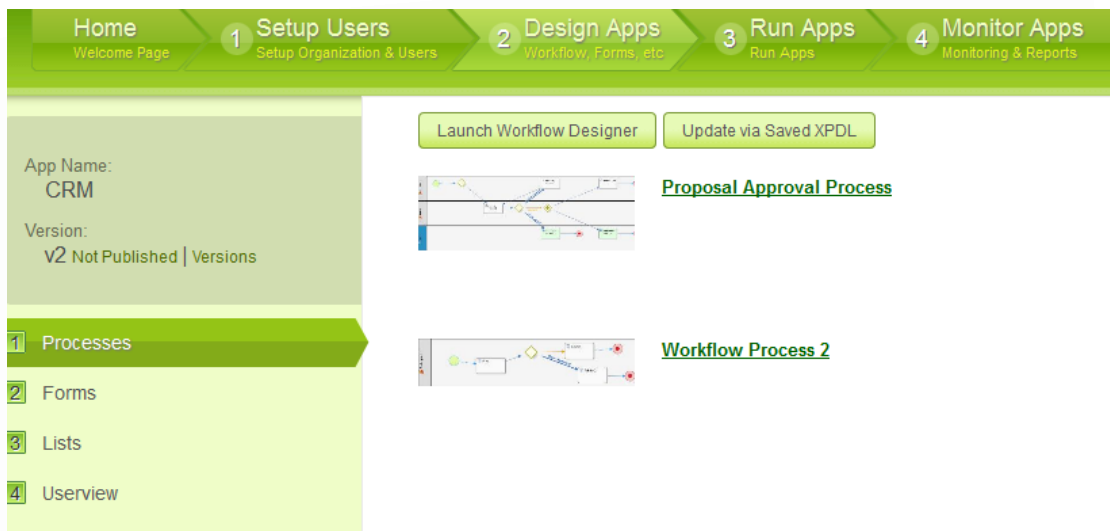 Home
Welcome Page
1 Setup Users
Setup Organization & Users
2 Design Apps
Workflow, Forms, etc
3 Run Apps
Run Apps
4 Monitor Apps
Monitoring & Reports
App Name:
CRM
Version:
v2 Not Published | Versions
1 Processes
2 Forms
3 Lists
4 Userview
Launch Workflow Designer
Update via Saved XPDL
Proposal Approval Process
Workflow Process 2